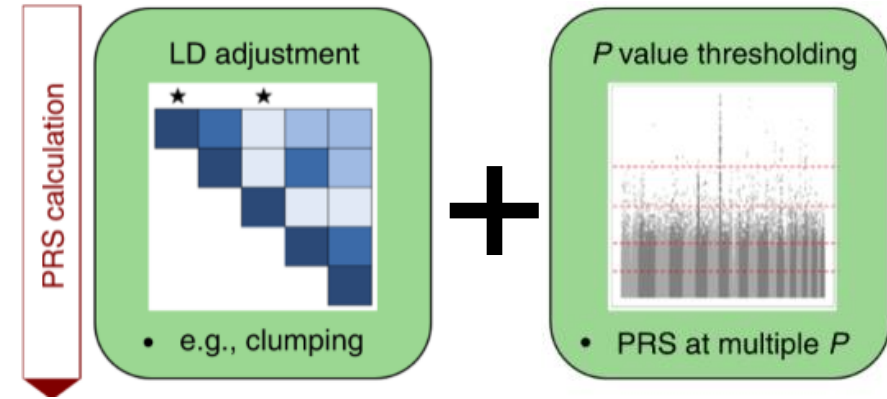 PRS calculation
LD adjustment
★ ★
• e.g., clumping
+
P value thresholding
• PRS at multiple P